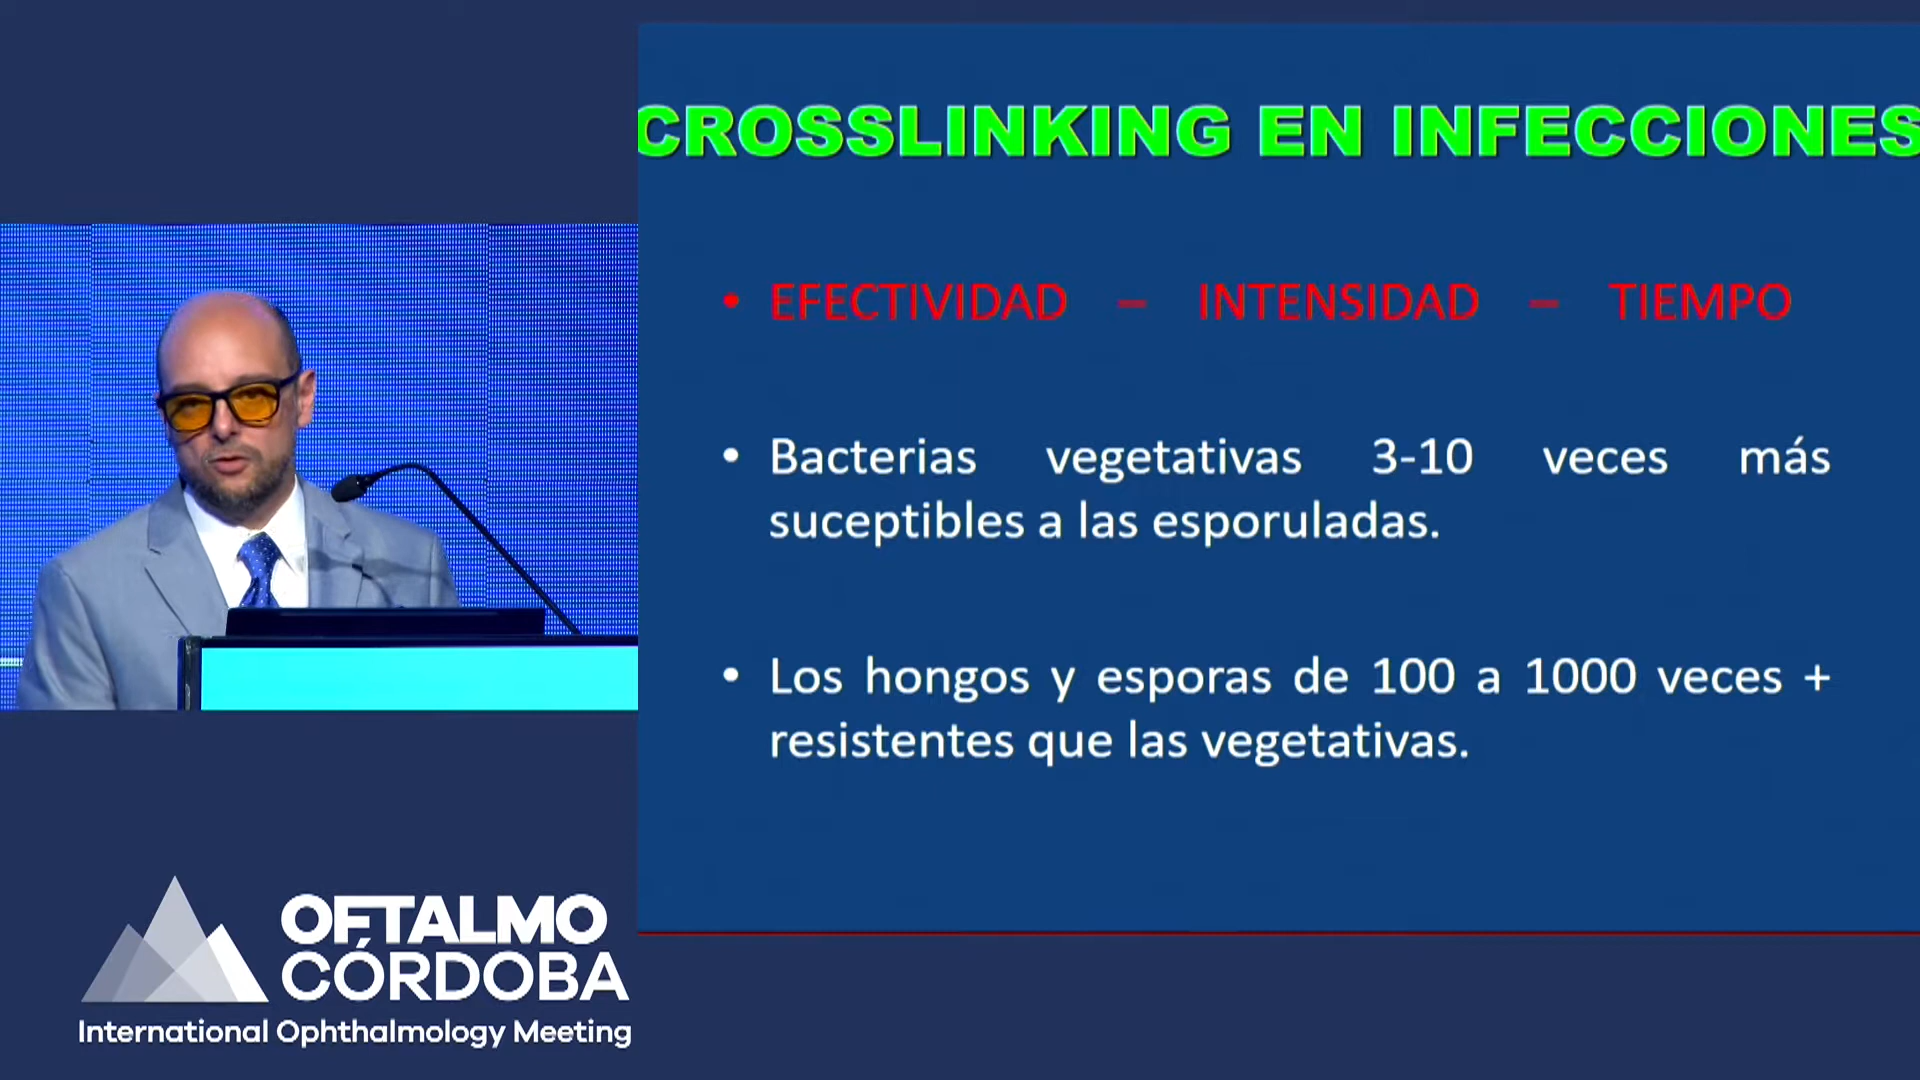 CROSSLINKING EN INFECCIONES
• EFECTIVIDAD – INTENSIDAD – TIEMPO
• Bacterias vegetativas 3-10 veces más
suceptibles a las esporuladas.
• Los hongos y esporas de 100 a 1000 veces +
resistentes que las vegetativas.
OFTALMO
CÓRDOBA
International Ophthalmology Meeting